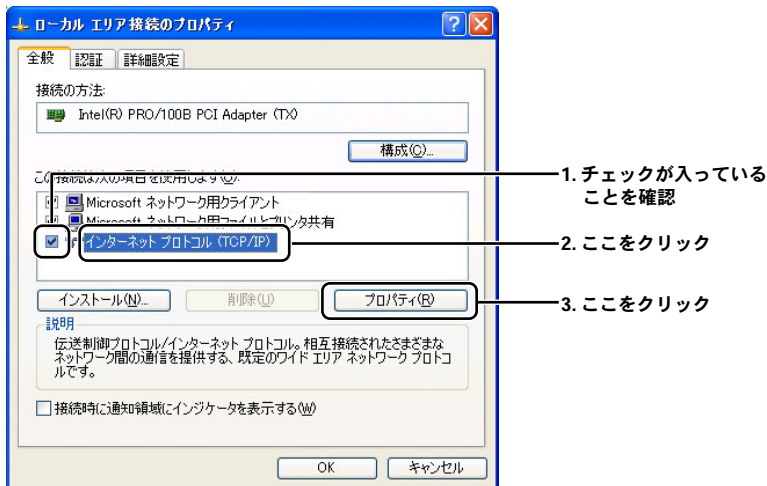 ローカル エリア接続のプロパティ
全般 認証 詳細設定
接続の方法:
Intel(R) PRO/100B PCI Adapter (TX)
構成(C)...
この接続は次の項目を使用します(O):
Microsoft ネットワーク用クライアント
Microsoft ネットワーク用ファイルとプリンタ共有
インターネット プロトコル (TCP/IP)
インストール(N)... 削除(U) プロパティ(R)
説明
伝送制御プロトコル/インターネット プロトコル。相互接続されたさまざまな
ネットワーク間の通信を提供する、既定のワイド エリア ネットワーク プロトコ
ルです。
接続時に通知領域にインジケータを表示する(W)
OK キャンセル
1. チェックが入っている
ことを確認
2. ここをクリック
3. ここをクリック